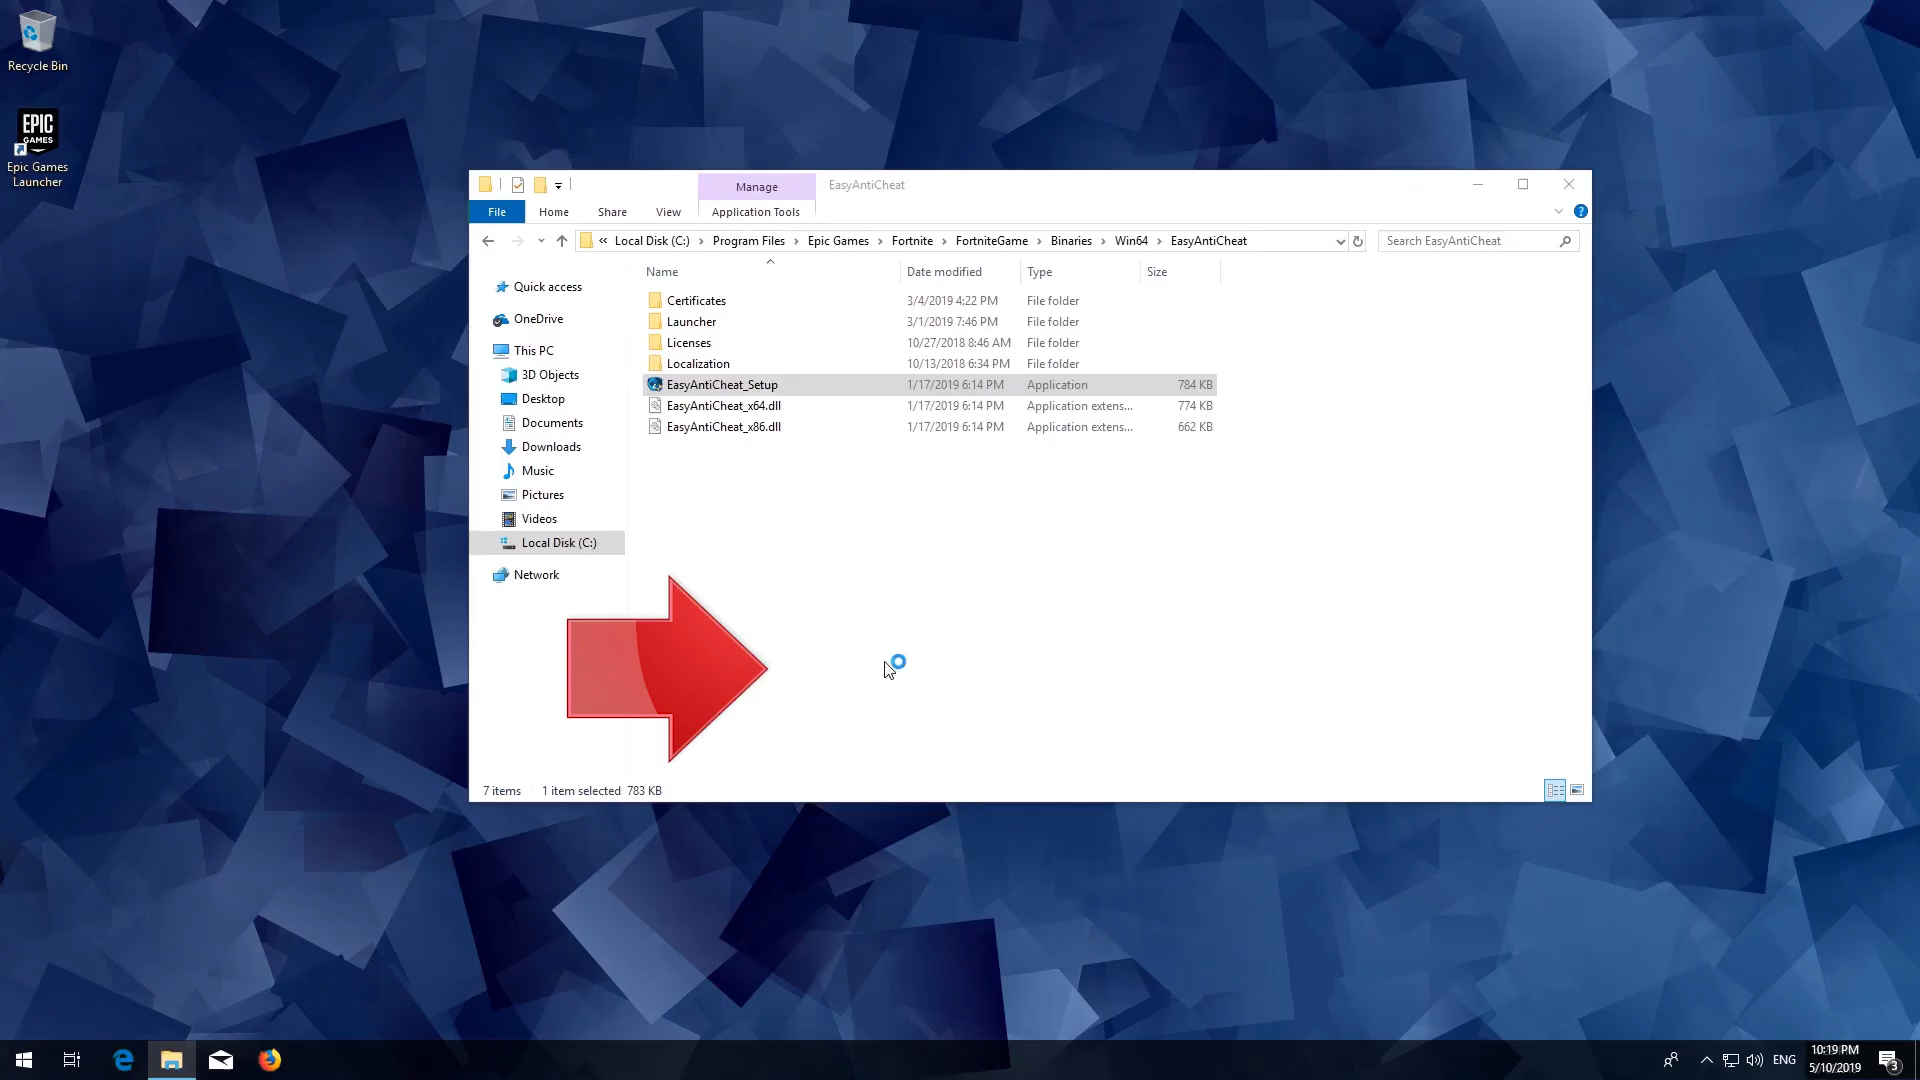 Recycle Bin
EPIC
GAMES
Epic Games
Launcher
Manage
EasyAntiCheat
File
Home
Share
View
Application Tools
« Local Disk (C:) › Program Files › Epic Games › Fortnite › FortniteGame › Binaries › Win64 › EasyAntiCheat
Search EasyAntiCheat
Name Date modified Type Size
Quick access
OneDrive
This PC
3D Objects
Desktop
Documents
Downloads
Music
Pictures
Videos
Local Disk (C:)
Network
Certificates 3/4/2019 4:22 PM File folder
Launcher 3/1/2019 7:46 PM File folder
Licenses 10/27/2018 8:46 AM File folder
Localization 10/13/2018 6:34 PM File folder
EasyAntiCheat_Setup 1/17/2019 6:14 PM Application 784 KB
EasyAntiCheat_x64.dll 1/17/2019 6:14 PM Application extens... 774 KB
EasyAntiCheat_x86.dll 1/17/2019 6:14 PM Application extens... 662 KB
7 items 1 item selected 783 KB
ENG
10:19 PM
5/10/2019
3